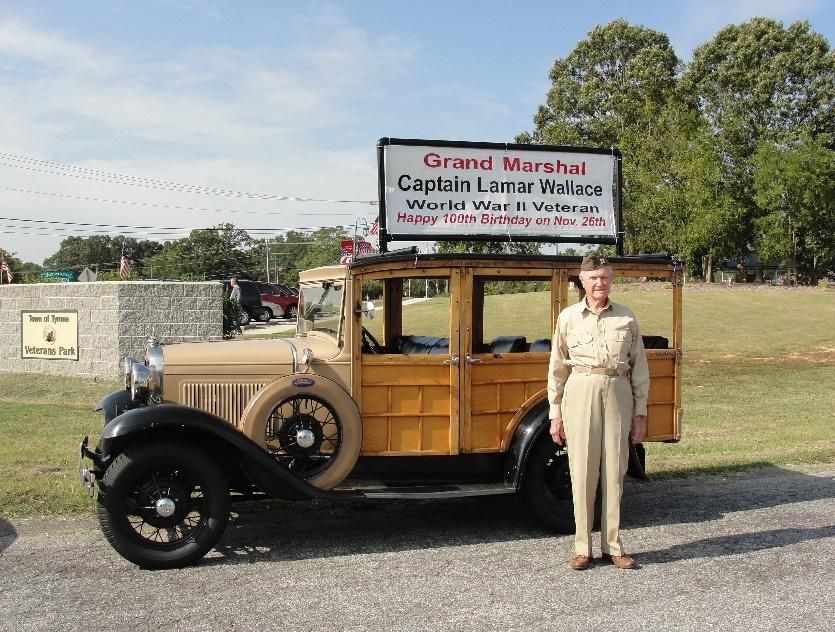 Grand Marshal
Captain Lamar Wallace
World War II Veteran
Happy 100th Birthday on Nov. 26th
Town of Tyrone
Veterans Park
Ford